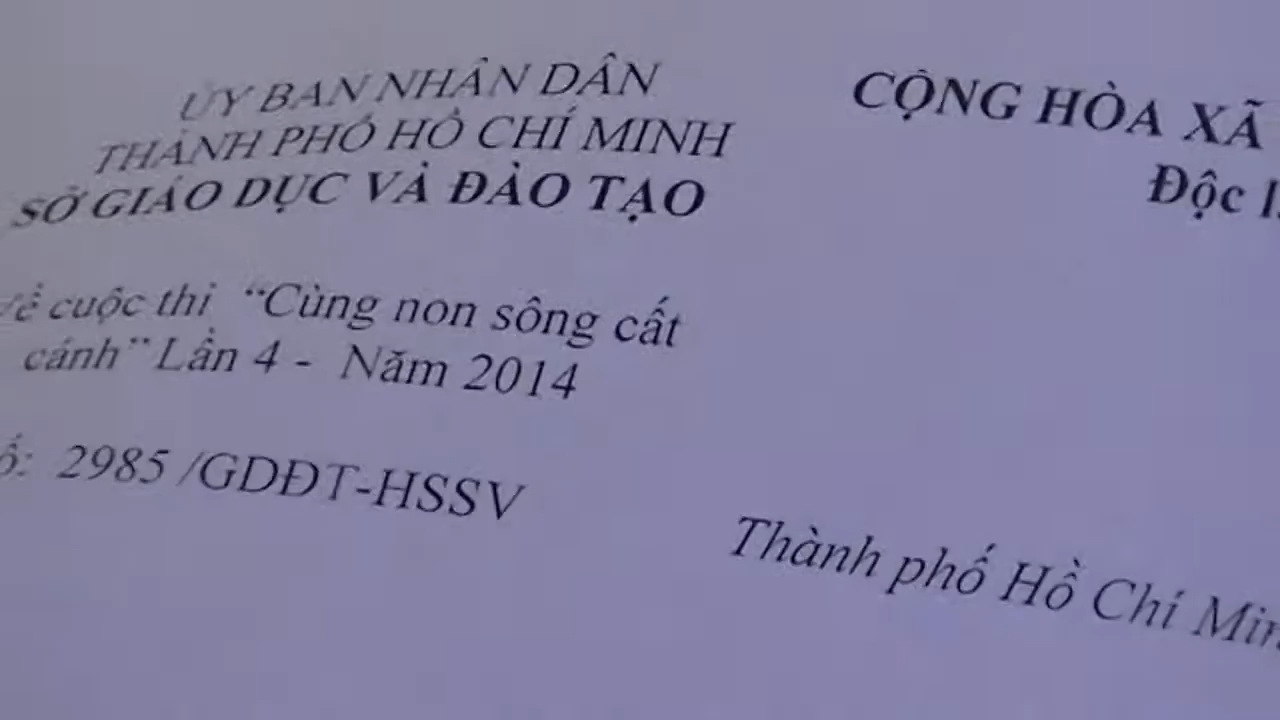 ỦY BAN NHÂN DÂN
THÀNH PHỐ HỒ CHÍ MINH
SỞ GIÁO DỤC VÀ ĐÀO TẠO
CỘNG HÒA XÃ
Độc
Về cuộc thi "Cùng non sông cất
cánh" Lần 4 - Năm 2014
2985 /GDĐT-HSSV
Thành phố Hồ Chí